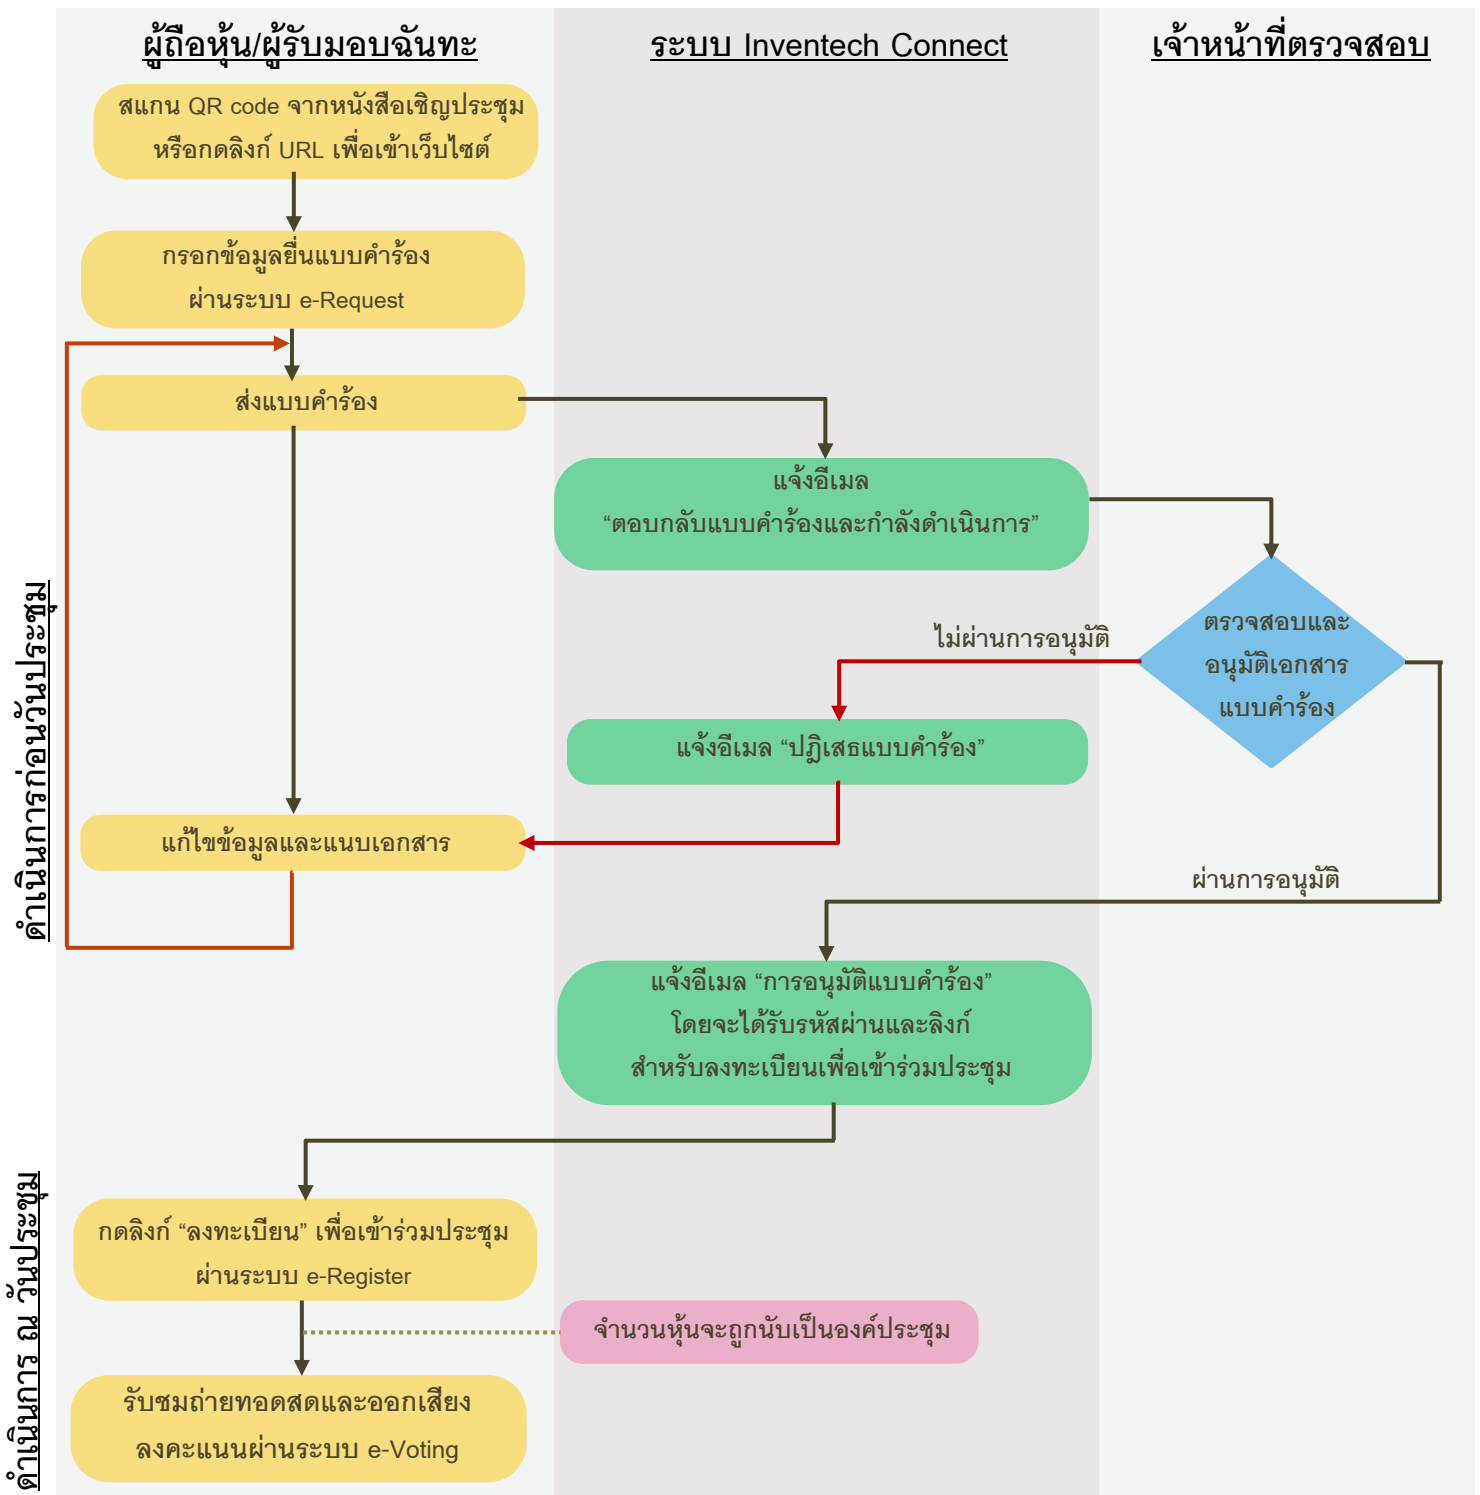 ผู้ถือหุ้น/ผู้รับมอบฉันทะ
ระบบ Inventech Connect
เจ้าหน้าที่ตรวจสอบ
ดำเนินการก่อนวันประชุม
สแกน QR code จากหนังสือเชิญประชุม
หรือกดลิงก์ URL เพื่อเข้าเว็บไซต์
กรอกข้อมูลยื่นแบบคำร้อง
ผ่านระบบ e-Request
ส่งแบบคำร้อง
แจ้งอีเมล
“ตอบกลับแบบคำร้องและกำลังดำเนินการ”
ตรวจสอบและ
อนุมัติเอกสาร
แบบคำร้อง
ไม่ผ่านการอนุมัติ
แจ้งอีเมล “ปฎิเสธแบบคำร้อง”
แก้ไขข้อมูลและแนบเอกสาร
ผ่านการอนุมัติ
แจ้งอีเมล “การอนุมัติแบบคำร้อง”
โดยจะได้รับรหัสผ่านและลิงก์
สำหรับลงทะเบียนเพื่อเข้าร่วมประชุม
ดำเนินการ ณ วันประชุม
กดลิงก์ “ลงทะเบียน” เพื่อเข้าร่วมประชุม
ผ่านระบบ e-Register
จำนวนหุ้นจะถูกนับเป็นองค์ประชุม
รับชมถ่ายทอดสดและออกเสียง
ลงคะแนนผ่านระบบ e-Voting